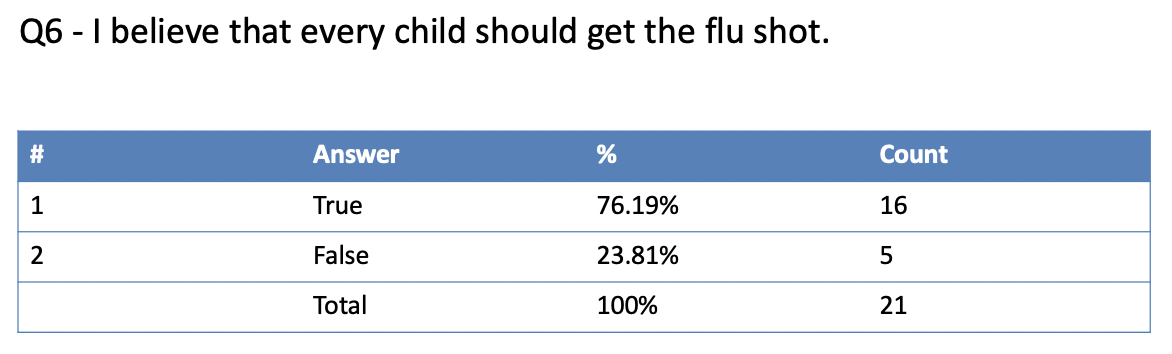 Q6 - I believe that every child should get the flu shot.
# Answer % Count
1 True 76.19% 16
2 False 23.81% 5
Total 100% 21